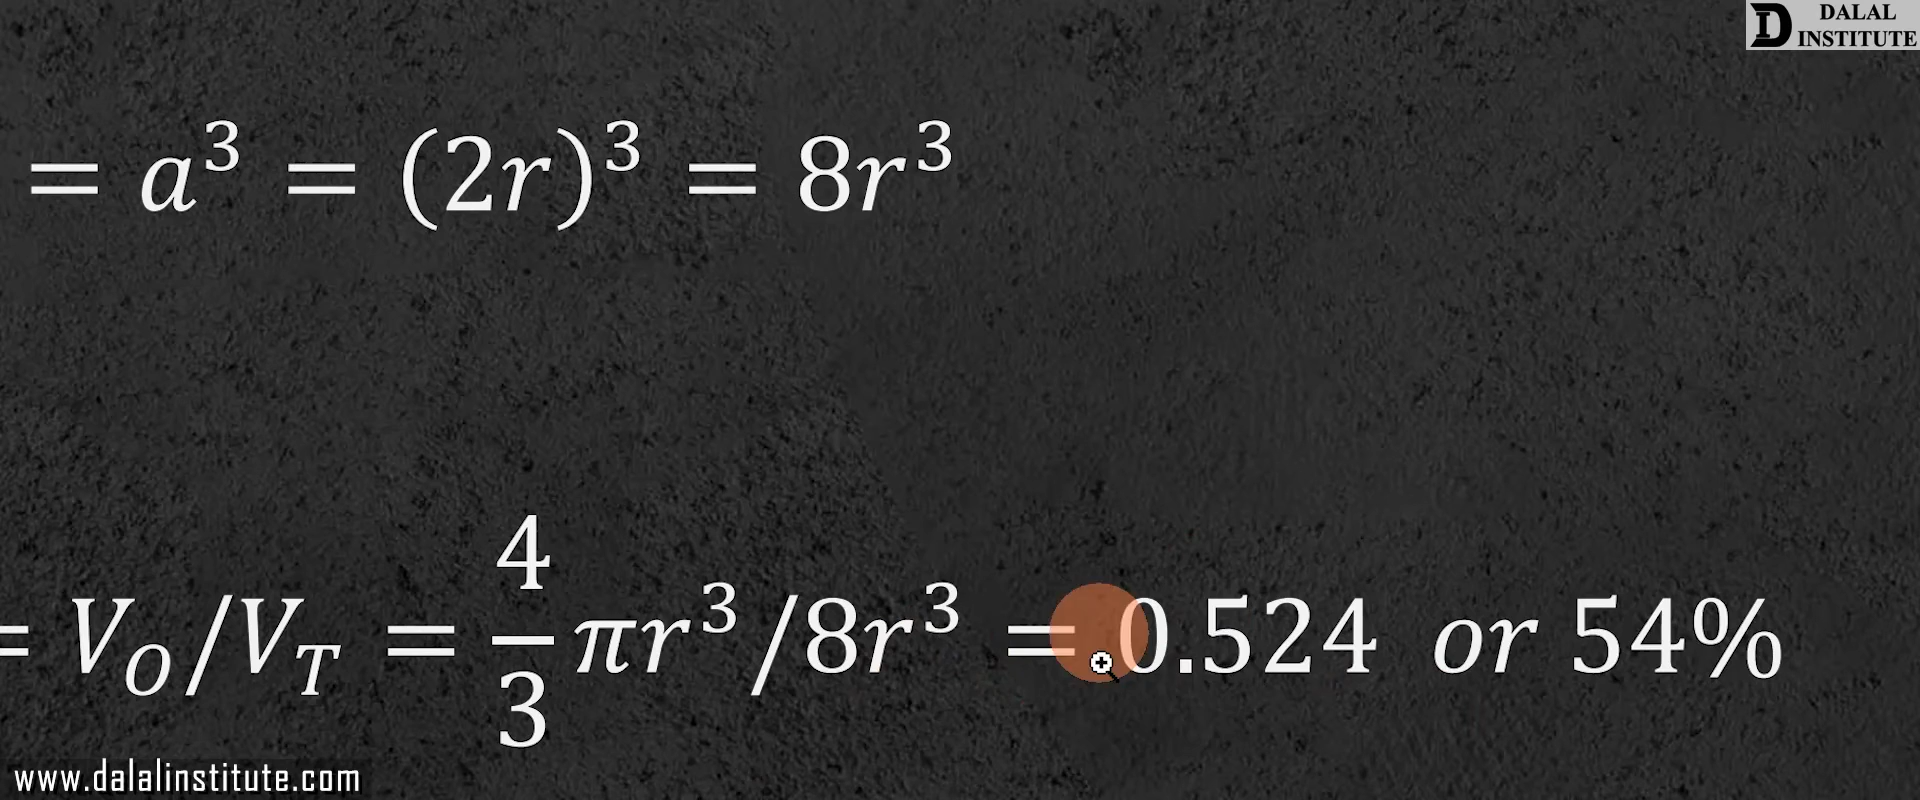 DALAL
INSTITUTE
= a³ = (2r)³ = 8r³
= V_O/V_T = 4/3 πr³/8r³ = 0.524 or 54%
www.dalalinstitute.com